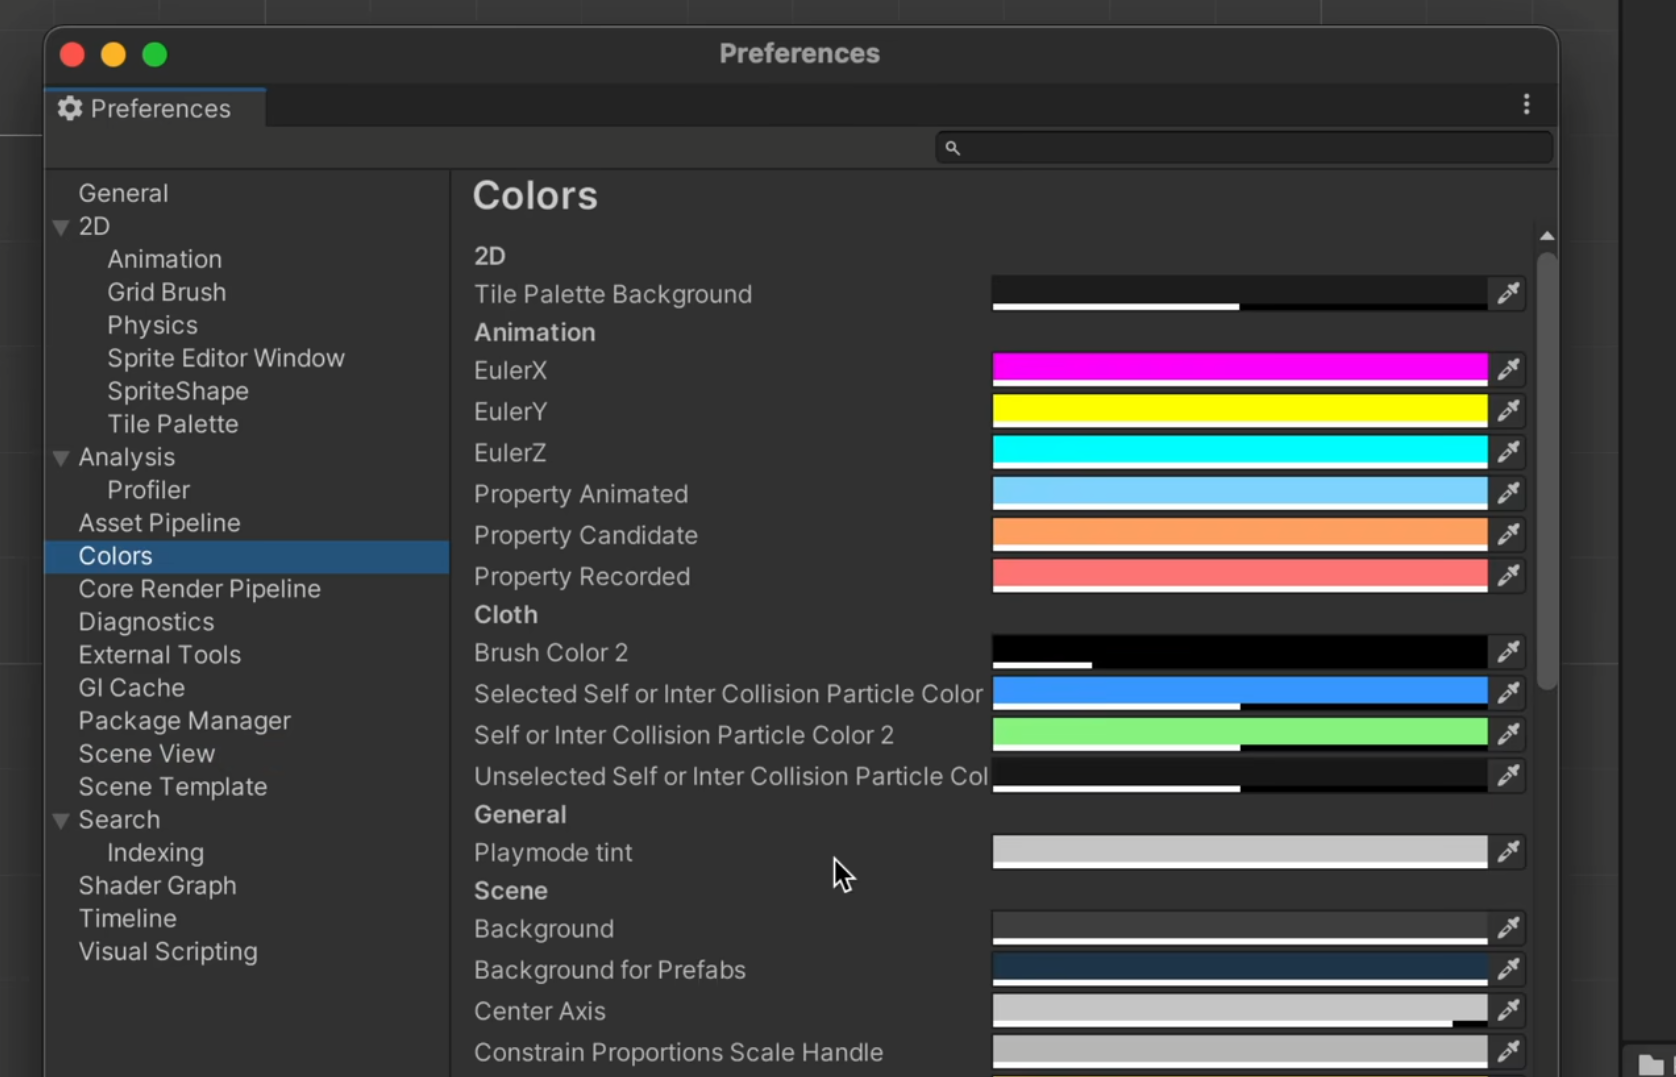 Preferences
Preferences
General
2D
Animation
Grid Brush
Physics
Sprite Editor Window
SpriteShape
Tile Palette
Analysis
Profiler
Asset Pipeline
Colors
Core Render Pipeline
Diagnostics
External Tools
GI Cache
Package Manager
Scene View
Scene Template
Search
Indexing
Shader Graph
Timeline
Visual Scripting
Colors
2D
Tile Palette Background
Animation
EulerX
EulerY
EulerZ
Property Animated
Property Candidate
Property Recorded
Cloth
Brush Color 2
Selected Self or Inter Collision Particle Color
Self or Inter Collision Particle Color 2
Unselected Self or Inter Collision Particle Col
General
Playmode tint
Scene
Background
Background for Prefabs
Center Axis
Constrain Proportions Scale Handle